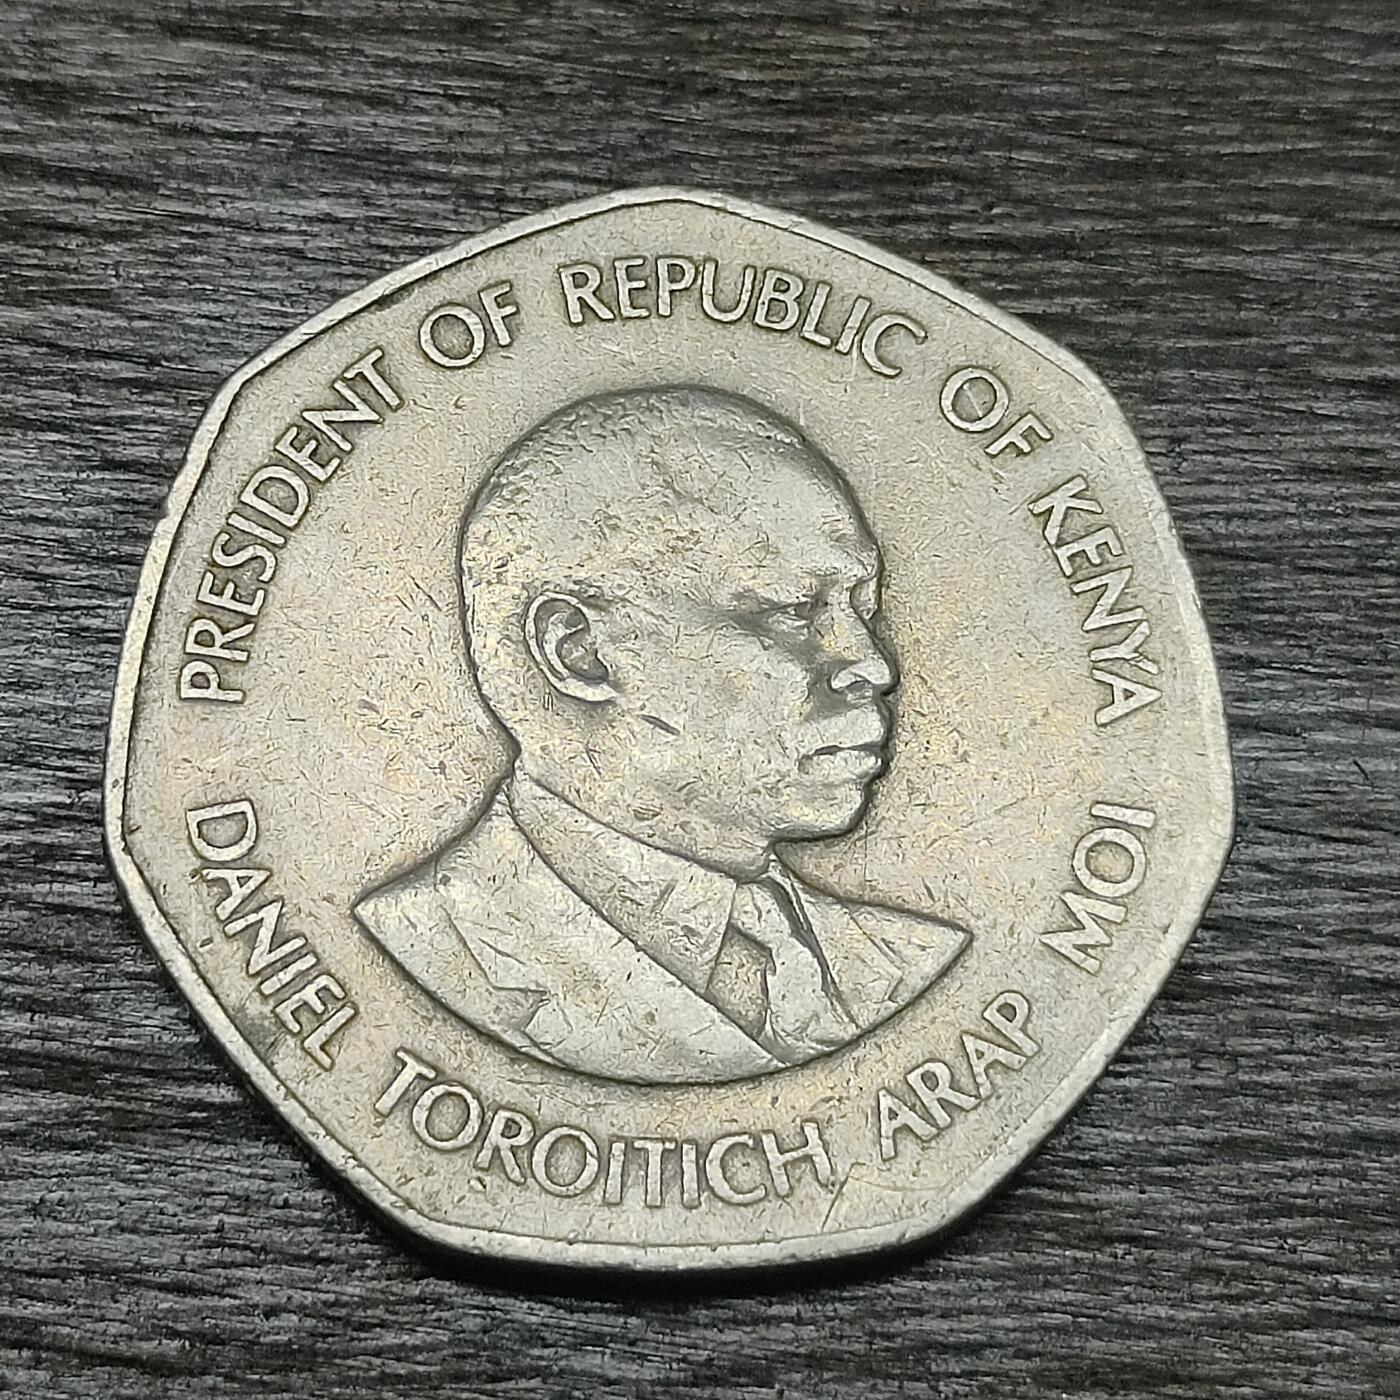 PRESIDENT OF REPUBLIC OF KENYA
DANIEL TOROITICH ARAP MOI